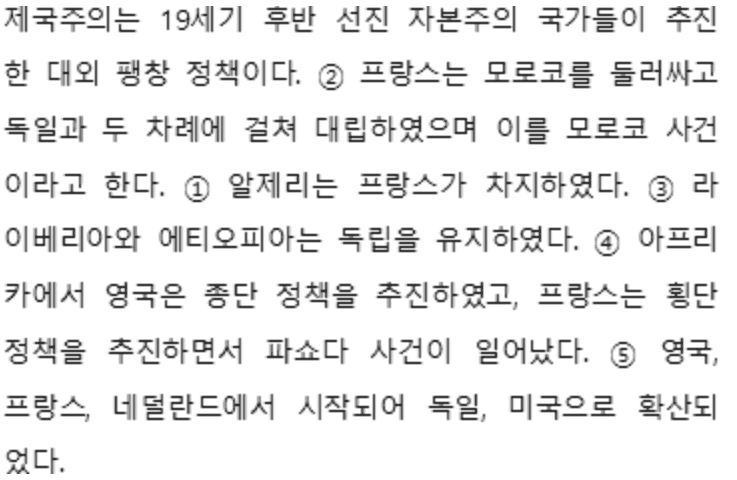 제국주의는 19세기 후반 선진 자본주의 국가들이 추진
한 대외 팽창 정책이다. ② 프랑스는 모로코를 둘러싸고
독일과 두 차례에 걸쳐 대립하였으며 이를 모로코 사건
이라고 한다. ① 알제리는 프랑스가 차지하였다. ③ 라
이베리아와 에티오피아는 독립을 유지하였다. ④ 아프리
카에서 영국은 종단 정책을 추진하였고, 프랑스는 횡단
정책을 추진하면서 파쇼다 사건이 일어났다. ⑤ 영국,
프랑스, 네덜란드에서 시작되어 독일, 미국으로 확산되
었다.